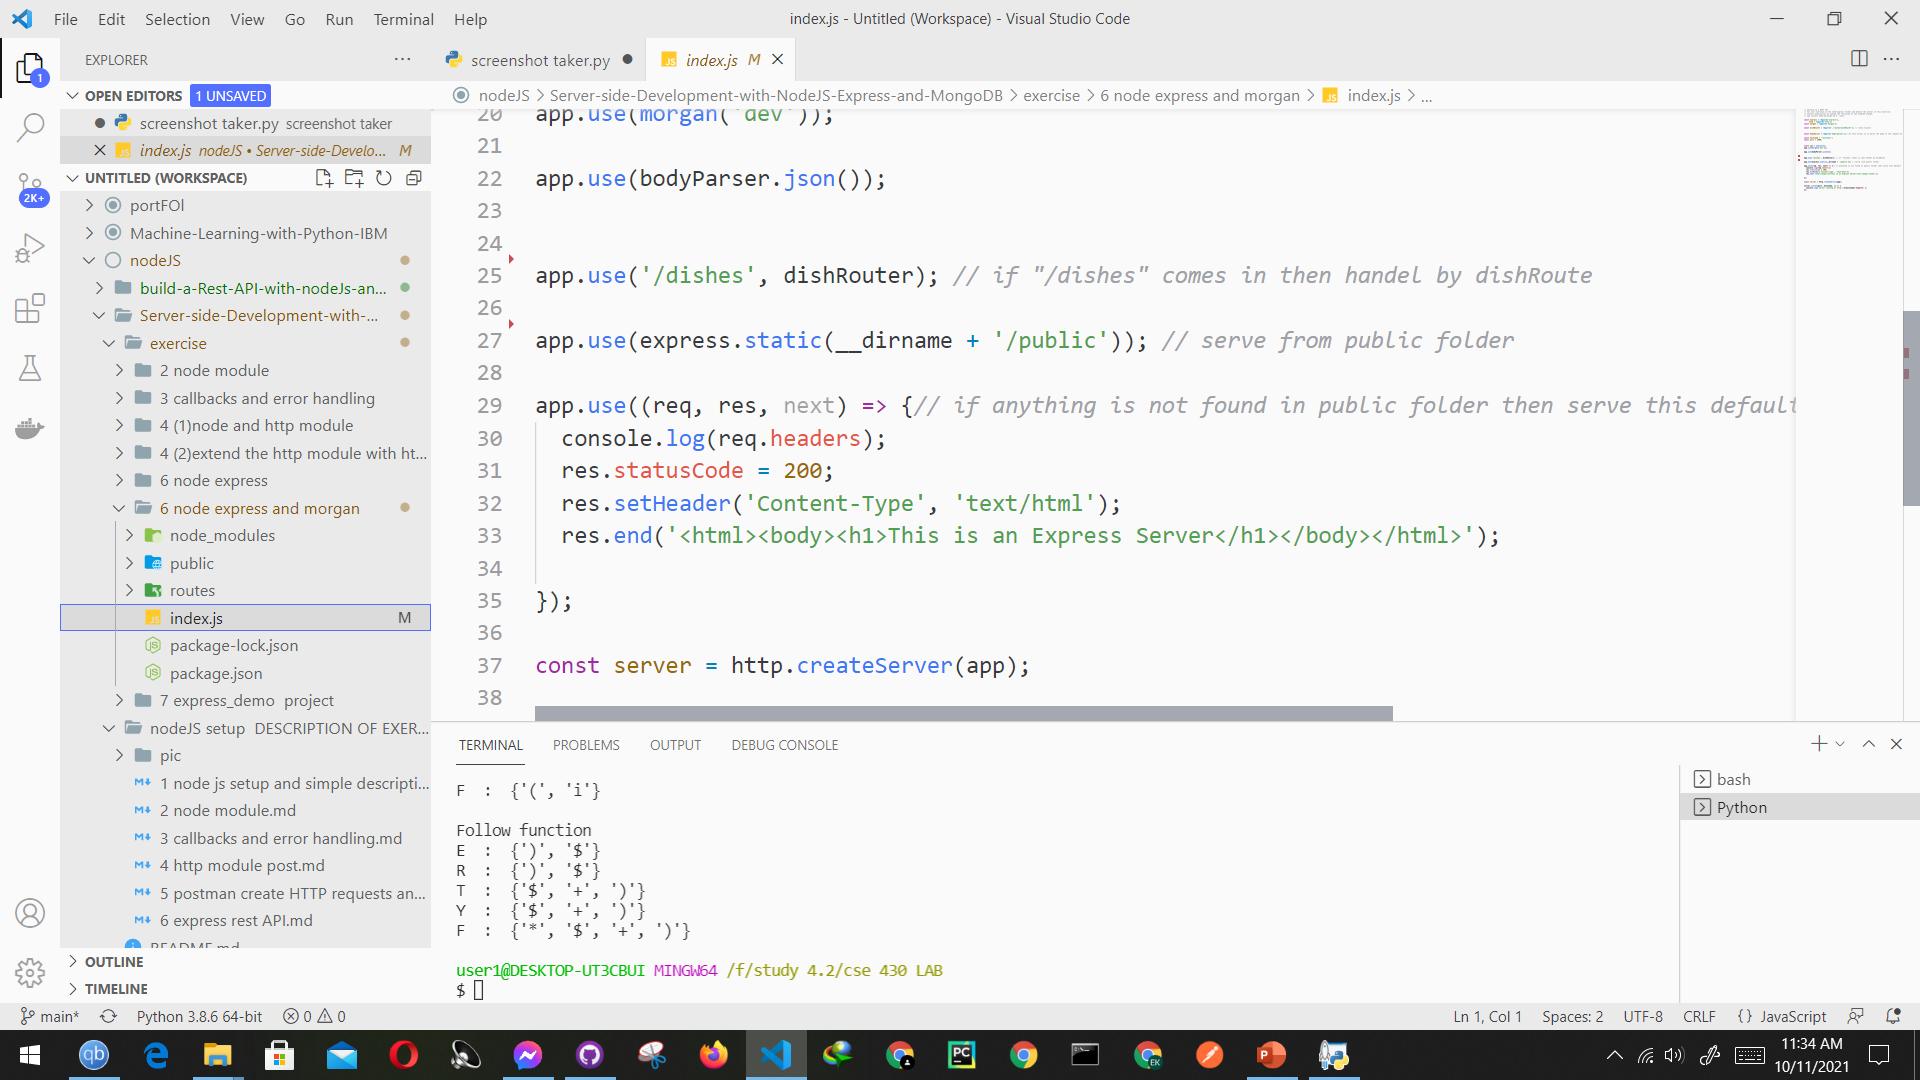 File Edit Selection View Go Run Terminal Help
index.js - Untitled (Workspace) - Visual Studio Code
EXPLORER
screenshot taker.py
index.js M
OPEN EDITORS 1 UNSAVED
screenshot taker.py screenshot taker
index.js nodeJS • Server-side-Develo... M
UNTITLED (WORKSPACE)
portFOl
Machine-Learning-with-Python-IBM
nodeJS
build-a-Rest-API-with-nodeJs-an...
Server-side-Development-with-...
exercise
2 node module
3 callbacks and error handling
4 (1)node and http module
4 (2)extend the http module with ht...
6 node express
6 node express and morgan
node_modules
public
routes
index.js M
package-lock.json
package.json
7 express_demo project
nodeJS setup DESCRIPTION OF EXER...
pic
1 node js setup and simple descripti...
2 node module.md
3 callbacks and error handling.md
4 http module post.md
5 postman create HTTP requests an...
6 express rest API.md
README.md
OUTLINE
TIMELINE
1
2K+
nodeJS > Server-side-Development-with-NodeJS-Express-and-MongoDB > exercise > 6 node express and morgan > index.js > ...
20 app.use(morgan('dev'));
21
22 app.use(bodyParser.json());
23
24
25 app.use('/dishes', dishRouter); // if "/dishes" comes in then handel by dishRoute
26
27 app.use(express.static(__dirname + '/public')); // serve from public folder
28
29 app.use((req, res, next) => {// if anything is not found in public folder then serve this default
30 console.log(req.headers);
31 res.statusCode = 200;
32 res.setHeader('Content-Type', 'text/html');
33 res.end('<html><body><h1>This is an Express Server</h1></body></html>');
34
35 });
36
37 const server = http.createServer(app);
38
TERMINAL PROBLEMS OUTPUT DEBUG CONSOLE
F : {'(', 'i'}
Follow function
E : {')', '$'}
R : {')', '$'}
T : {'$', '+', ')'}
Y : {'$', '+', ')'}
F : {'*', '$', '+', ')'}
user1@DESKTOP-UT3CBUI MINGW64 /f/study 4.2/cse 430 LAB
$
bash
Python
main* Python 3.8.6 64-bit 0 0
Ln 1, Col 1 Spaces: 2 UTF-8 CRLF {} JavaScript
11:34 AM
10/11/2021